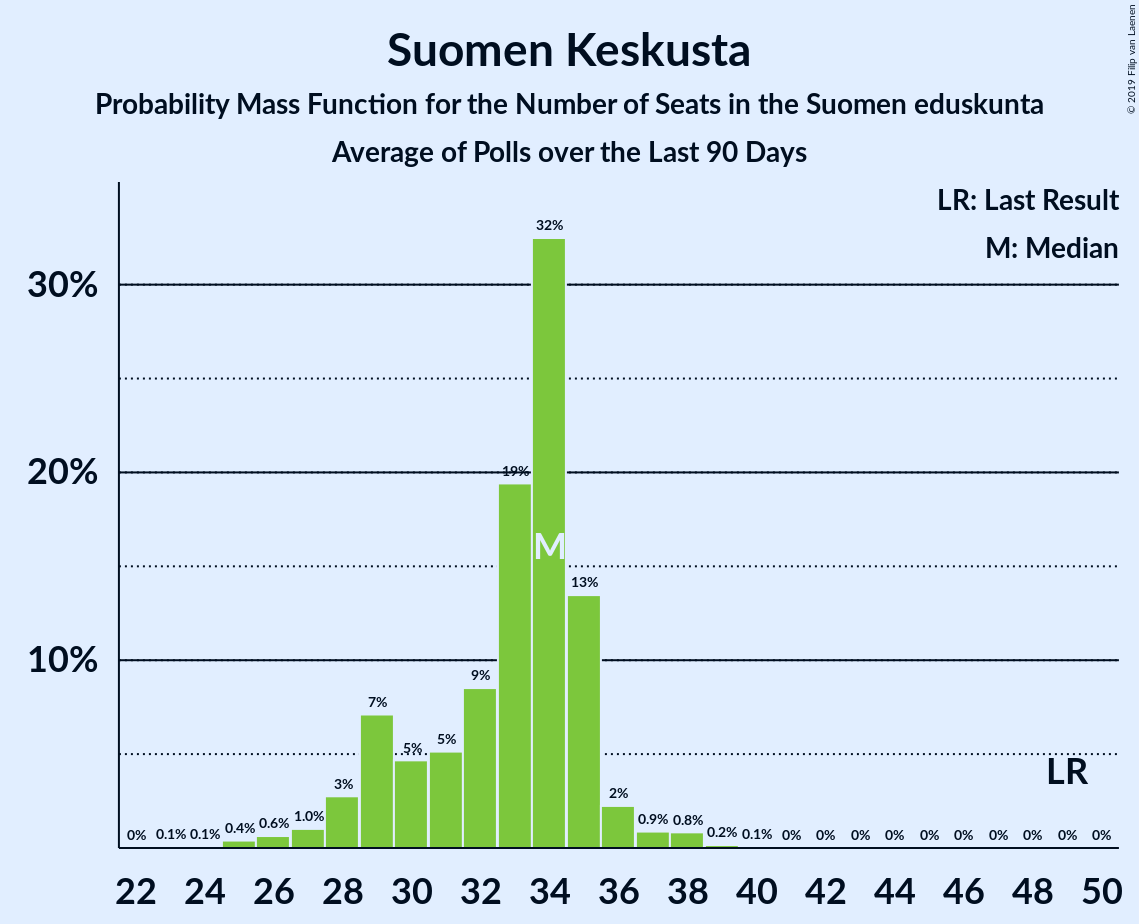 Suomen Keskusta
Probability Mass Function for the Number of Seats in the Suomen eduskunta
Average of Polls over the Last 90 Days
© 2019 Filip van Laenen
LR: Last Result
M: Median
30%
20%
10%
0% 0.1% 0.1% 0.4% 0.6% 1.0% 3% 7% 5% 5% 9% 19% 32% 13% 2% 0.9% 0.8% 0.2% 0.1% 0% 0% 0% 0% 0% 0% 0% 0% 0% 0%
M
LR
22 24 26 28 30 32 34 36 38 40 42 44 46 48 50